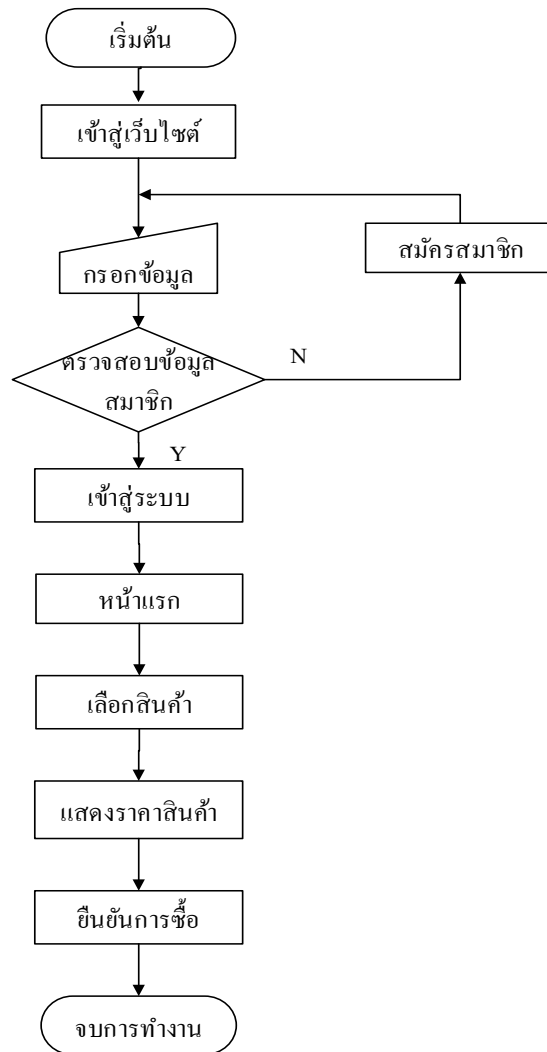 เริ่มต้น
เข้าสู่เว็บไซต์
สมัครสมาชิก
กรอกข้อมูล
ตรวจสอบข้อมูล
สมาชิก
N
Y
เข้าสู่ระบบ
หน้าแรก
เลือกสินค้า
แสดงราคาสินค้า
ยืนยันการซื้อ
จบการทำงาน